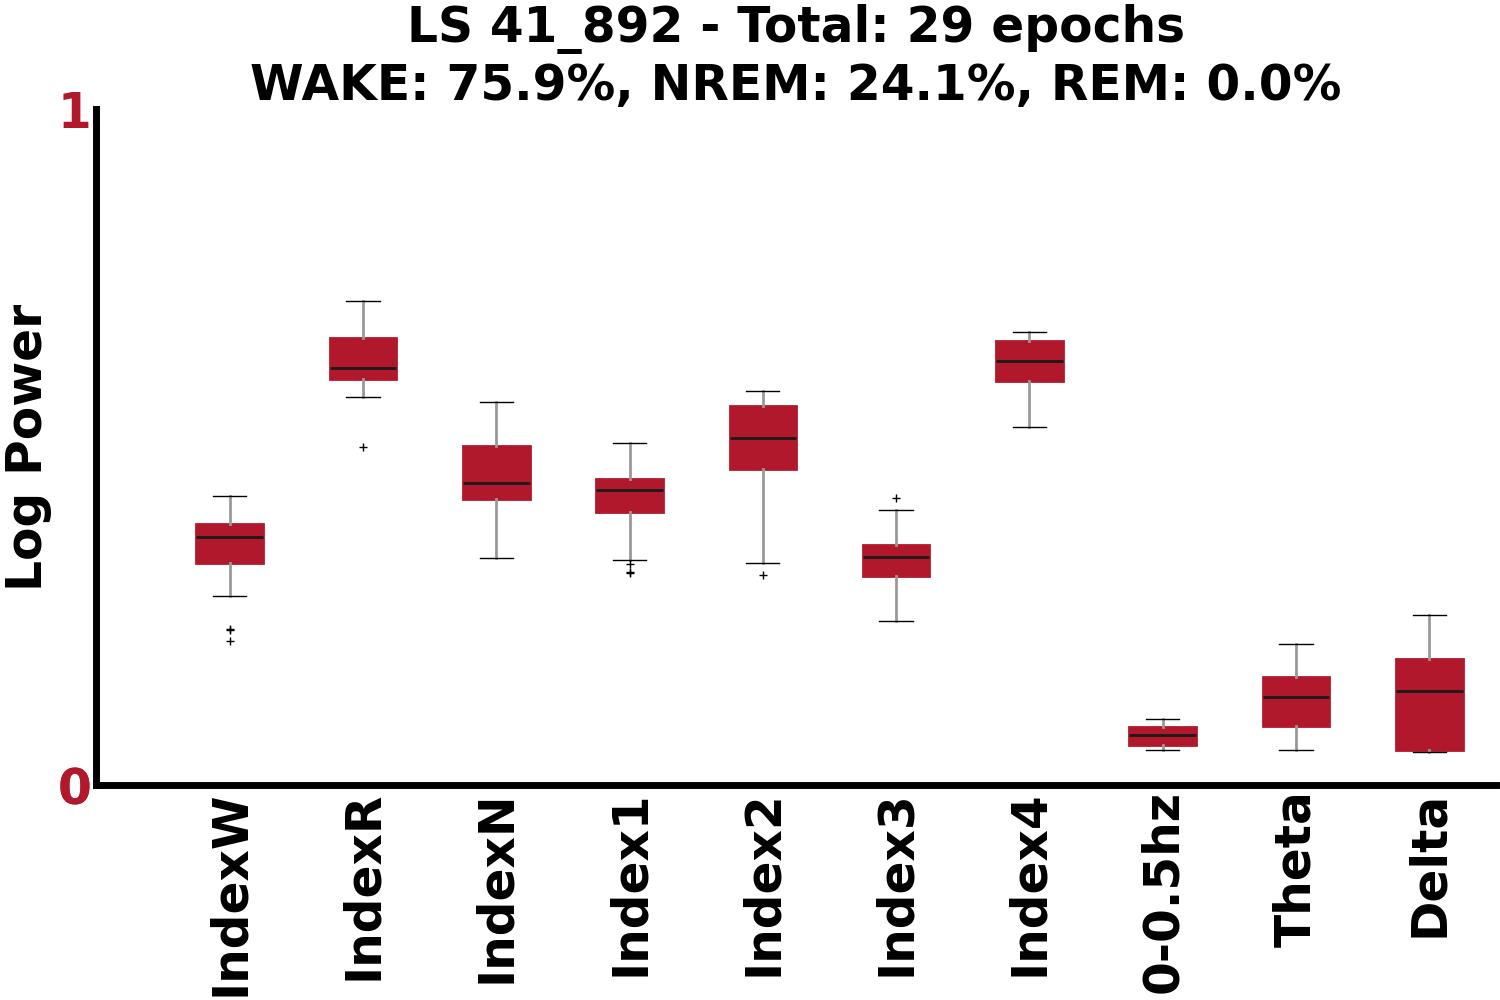 LS 41_892 - Total: 29 epochs
WAKE: 75.9%, NREM: 24.1%, REM: 0.0%
1
Log Power
0
IndexW
IndexR
IndexN
Index1
Index2
Index3
Index4
0-0.5hz
Theta
Delta